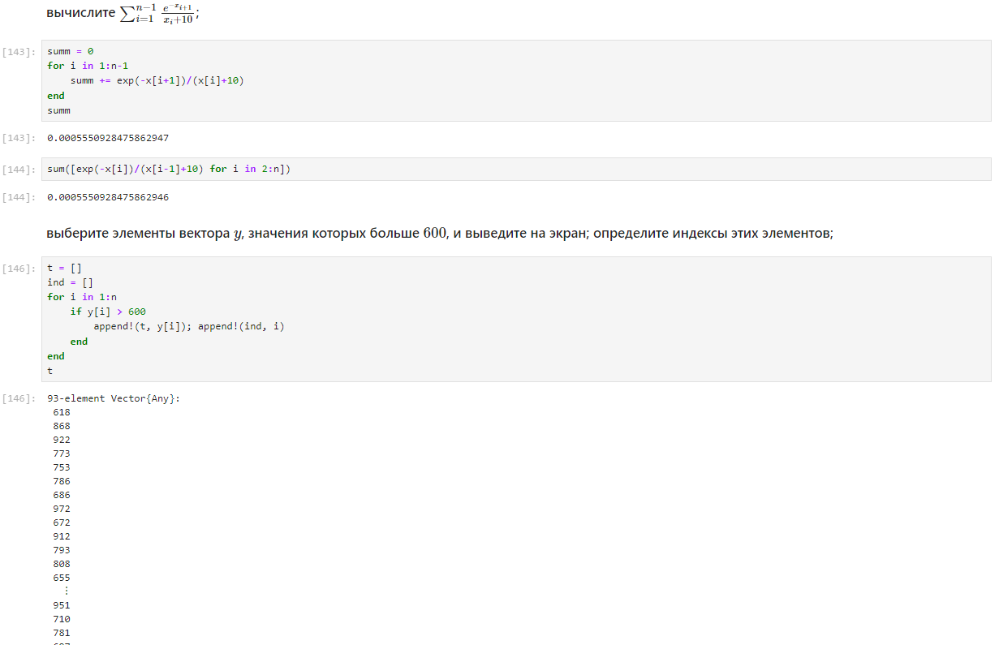 вычислите $\sum_{i=1}^{n-1} \frac{e^{-x_{i+1}}}{x_i+10}$;
[143]: summ = 0
for i in 1:n-1
    summ += exp(-x[i+1])/(x[i]+10)
end
summ
[143]: 0.0005550928475862947
[144]: sum([exp(-x[i])/(x[i-1]+10) for i in 2:n])
[144]: 0.0005550928475862946
выберите элементы вектора y, значения которых больше 600, и выведите на экран; определите индексы этих элементов;
[146]: t = []
ind = []
for i in 1:n
    if y[i] > 600
        append!(t, y[i]); append!(ind, i)
    end
end
t
[146]: 93-element Vector{Any}:
618
868
922
773
753
786
686
972
672
912
793
808
655
⋮
951
710
781